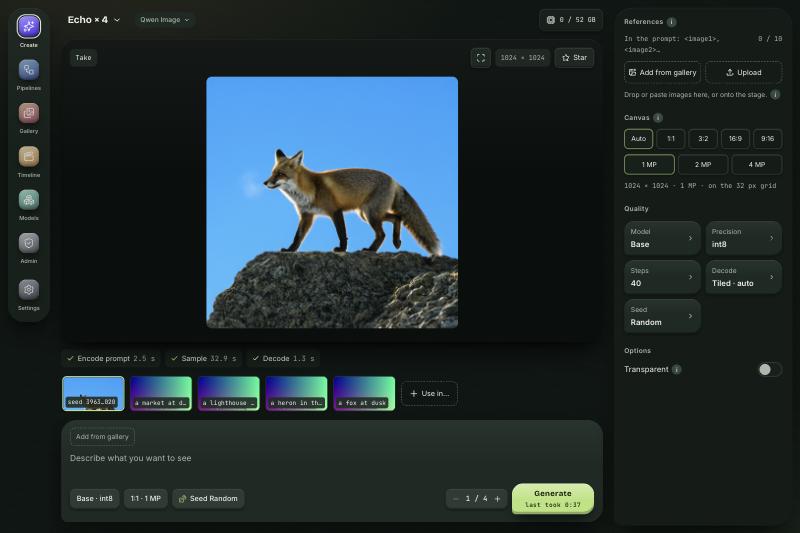 Echo × 4
Qwen Image
0 / 52 GB
Create
Pipelines
Gallery
Timeline
Models
Admin
Settings
Take
1024 × 1024
Star
Encode prompt 2.5 s
Sample 32.9 s
Decode 1.3 s
seed 3963…020
a market at d…
a lighthouse …
a heron in th…
a fox at dusk
Use in…
Add from gallery
Describe what you want to see
Base · int8
1:1 · 1 MP
Seed Random
1 / 4
Generate
last took 0:37
References
In the prompt: <image1>,
<image2>…
0 / 10
Add from gallery
Upload
Drop or paste images here, or onto the stage.
Canvas
Auto
1:1
3:2
16:9
9:16
1 MP
2 MP
4 MP
1024 × 1024 · 1 MP · on the 32 px grid
Quality
Model
Base
Precision
int8
Steps
40
Decode
Tiled · auto
Seed
Random
Options
Transparent